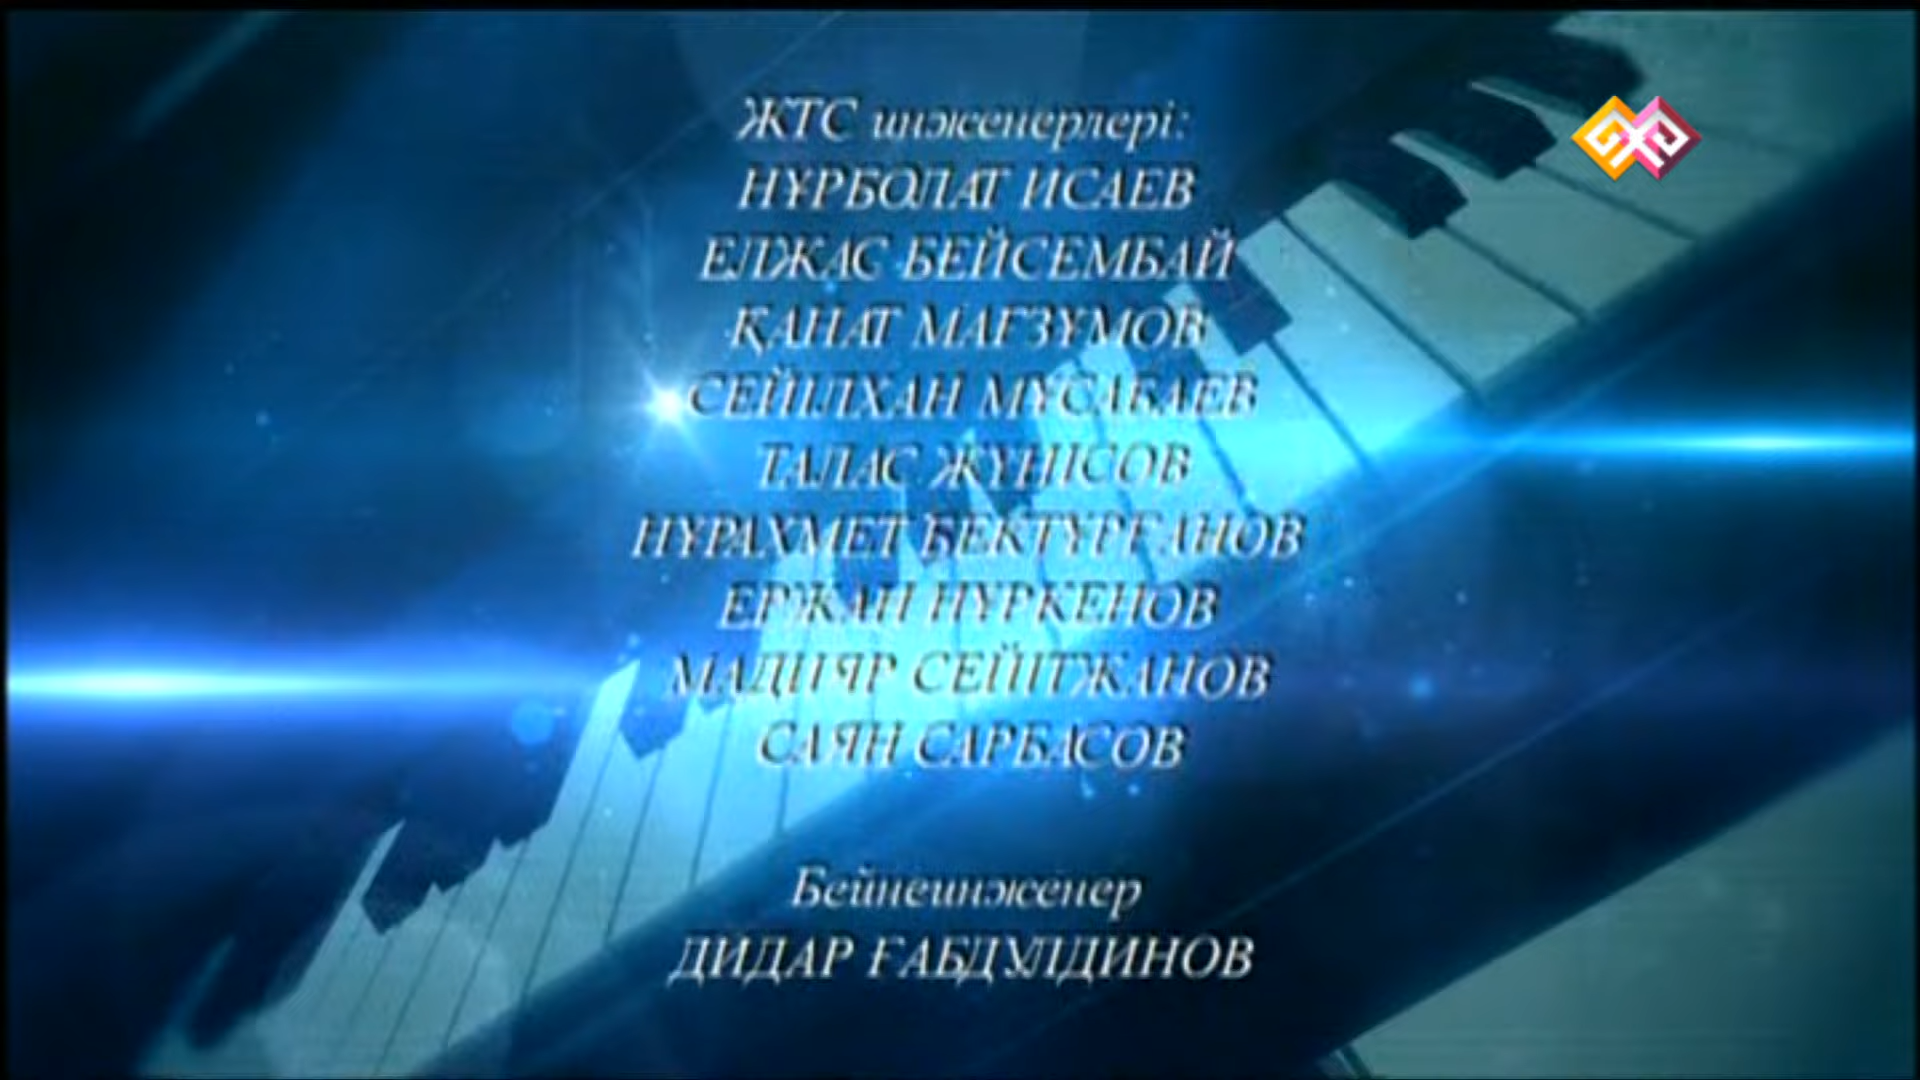 ЖТС инженерлері:
НҰРБОЛАТ ИСАЕВ
ЕЛЖАС БЕЙСЕМБАЙ
ҚАНАТ МАҒЗҰМОВ
СЕЙІЛХАН МҰСАБАЕВ
ТАЛАС ЖҮНІСОВ
НҰРАХМЕТ БЕКТҰРҒАНОВ
ЕРЖАН НҰРКЕНОВ
МАДИЯР СЕЙІТЖАНОВ
САЯН САРБАСОВ
Бейнеинженер
ДИДАР ҒАБДУЛДИНОВ